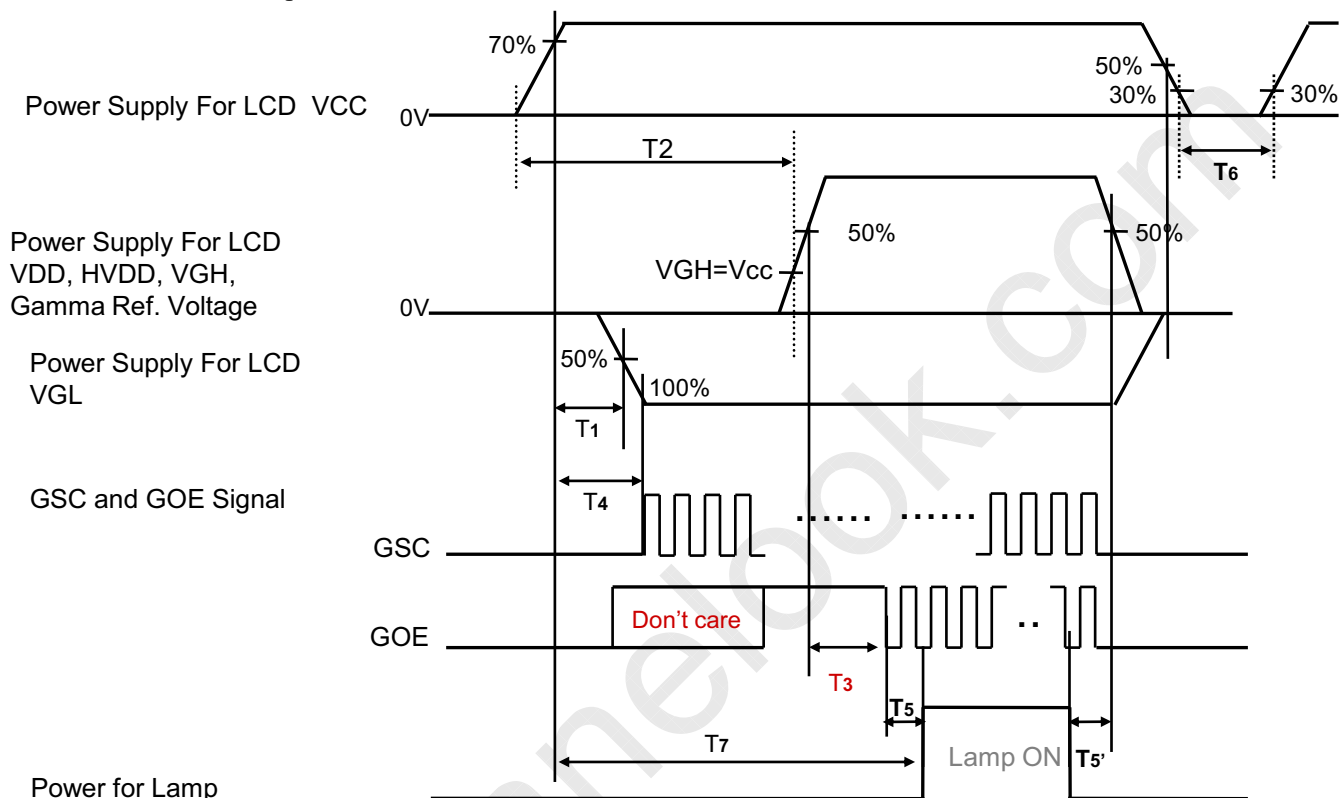 70%
50%
30%
30%
Power Supply For LCD VCC
0V
T2
T6
Power Supply For LCD
VDD, HVDD, VGH,
Gamma Ref. Voltage
50%
50%
VGH=Vcc
0V
Power Supply For LCD
VGL
50%
100%
T1
GSC and GOE Signal
T4
GSC
Don't care
GOE
T3
T5
T7
Lamp ON
T5'
Power for Lamp